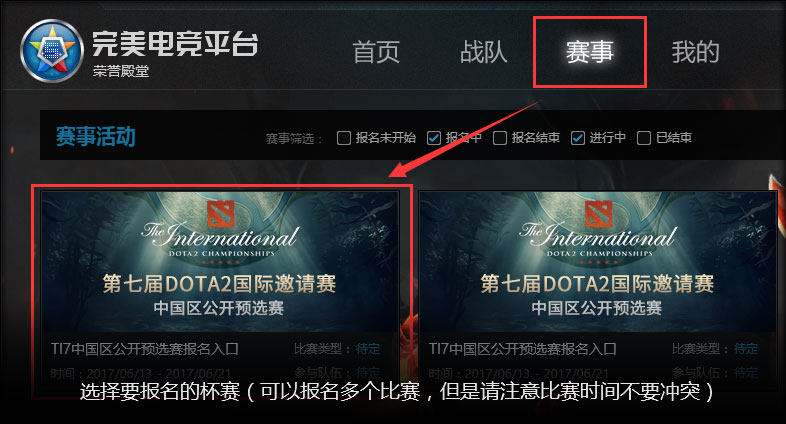 完美电竞平台
荣誉殿堂
首页 战队 赛事 我的
赛事活动
赛事筛选： 报名未开始 报名中 报名结束 进行中 已结束
The International
DOTA2 CHAMPIONSHIPS
第七届DOTA2国际邀请赛
中国区公开预选赛
TI7中国区公开预选赛报名入口
比赛类型：待定
时间：2017/06/13 - 2017/06/21
参与队伍：待定
The International
DOTA2 CHAMPIONSHIPS
第七届DOTA2国际邀请赛
中国区公开预选赛
TI7中国区公开预选赛报名入口
比赛类型：待定
时间：2017/06/13 - 2017/06/21
参与队伍：待定
选择要报名的杯赛（可以报名多个比赛，但是请注意比赛时间不要冲突）